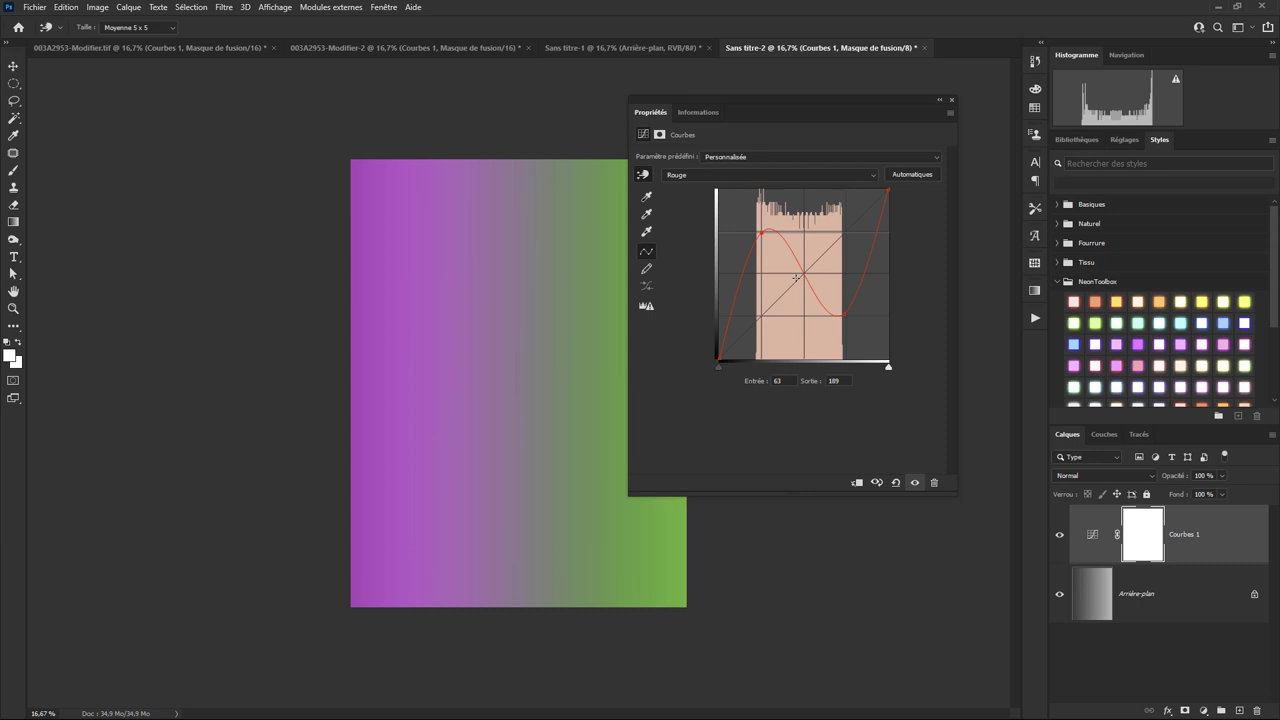 Ps Fichier Edition Image Calque Texte Sélection Filtre 3D Affichage Modules externes Fenêtre Aide
Taille : Moyenne 5 x 5
003A2953-Modifier.tif @ 16,7% (Courbes 1, Masque de fusion/16) * × 003A2953-Modifier-2 @ 16,7% (Courbes 1, Masque de fusion/16) * × Sans titre-1 @ 16,7% (Arrière-plan, RVB/8#) * × Sans titre-2 @ 16,7% (Courbes 1, Masque de fusion/8) * ×
Histogramme Navigation
Propriétés Informations
Courbes
Paramètre prédéfini : Personnalisée
Rouge Automatiques
Entrée : 63 Sortie : 189
Bibliothèques Réglages Styles
Rechercher des styles
Basiques
Naturel
Fourrure
Tissu
NeonToolbox
Calques Couches Tracés
Type
Normal Opacité : 100 %
Verrou : Fond : 100 %
Courbes 1
Arrière-plan
16,67 % Doc : 34,9 Mo/34,9 Mo